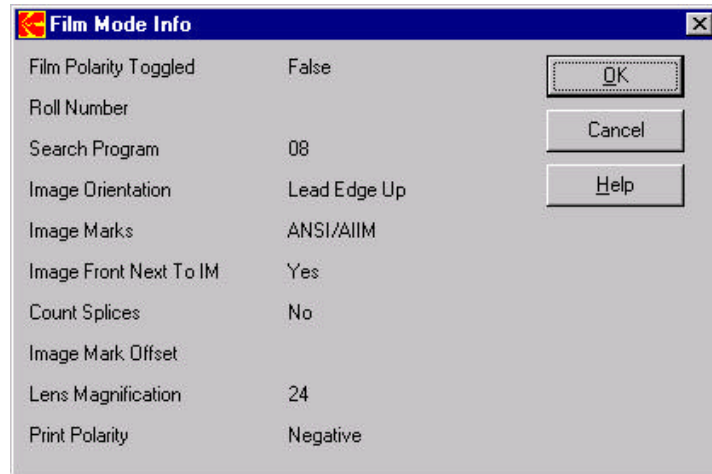 Film Mode Info
Film Polarity Toggled False
OK
Roll Number
Cancel
Search Program 08
Image Orientation Lead Edge Up
Help
Image Marks ANSI/AIIM
Image Front Next To IM Yes
Count Splices No
Image Mark Offset
Lens Magnification 24
Print Polarity Negative